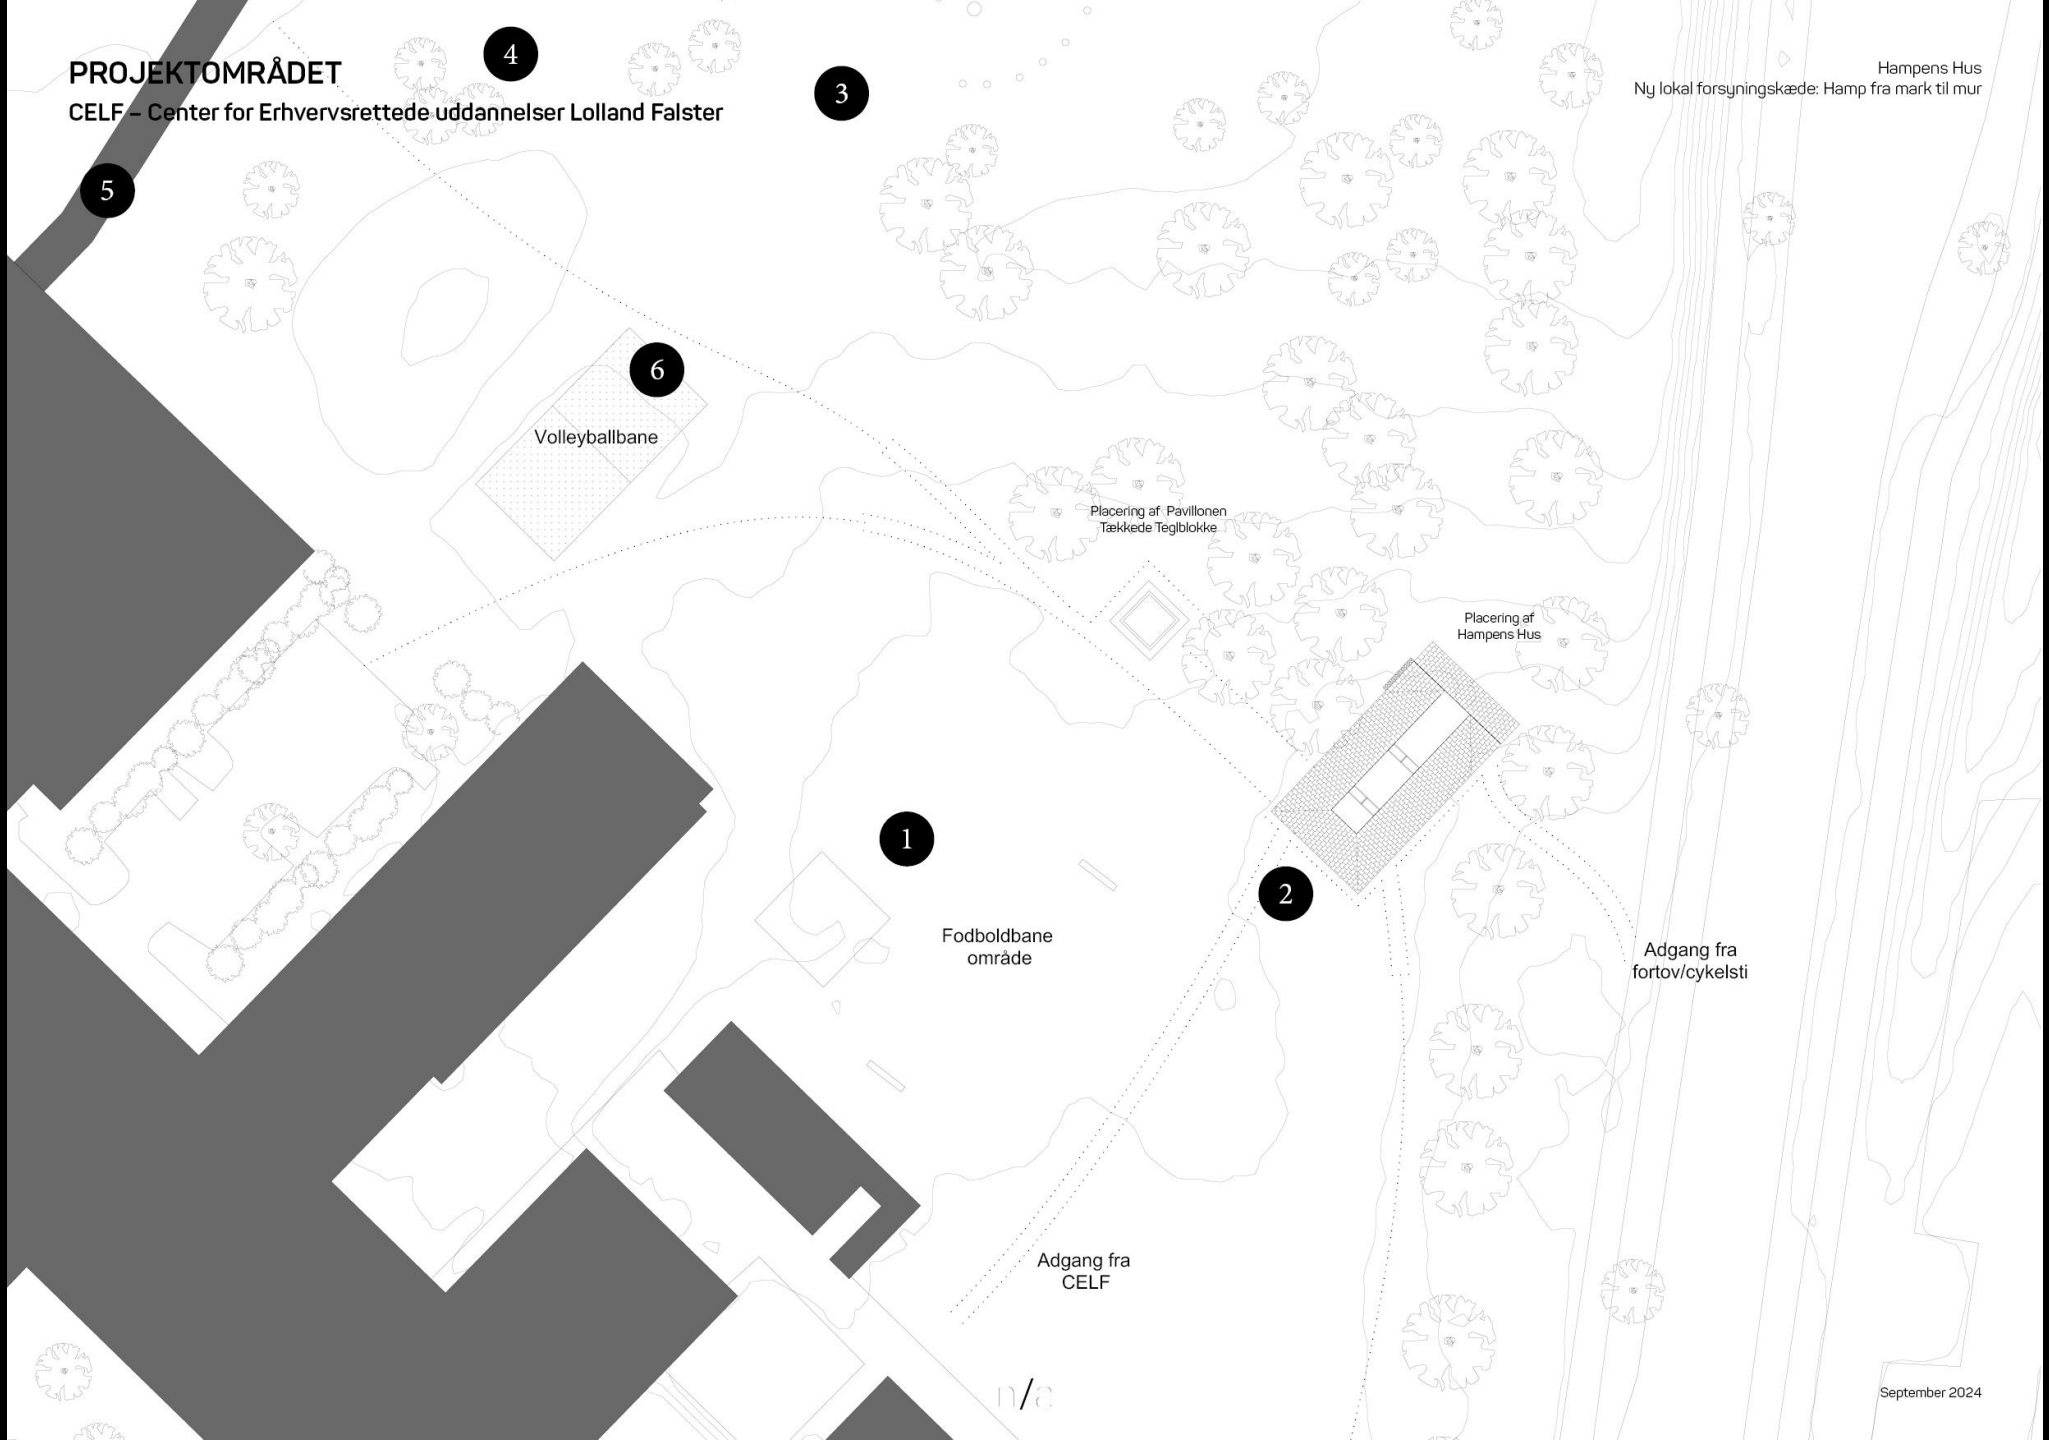 PROJEKTOMRÅDET
CELF – Center for Erhvervsrettede uddannelser Lolland Falster
Hampens Hus
Ny lokal forsyningskæde: Hamp fra mark til mur
4
3
5
6
Volleyballbane
Placering af Pavillonen
Tækkede Teglblokke
Placering af
Hampens Hus
1
2
Fodboldbane
område
Adgang fra
fortov/cykelsti
Adgang fra
CELF
n/a
September 2024